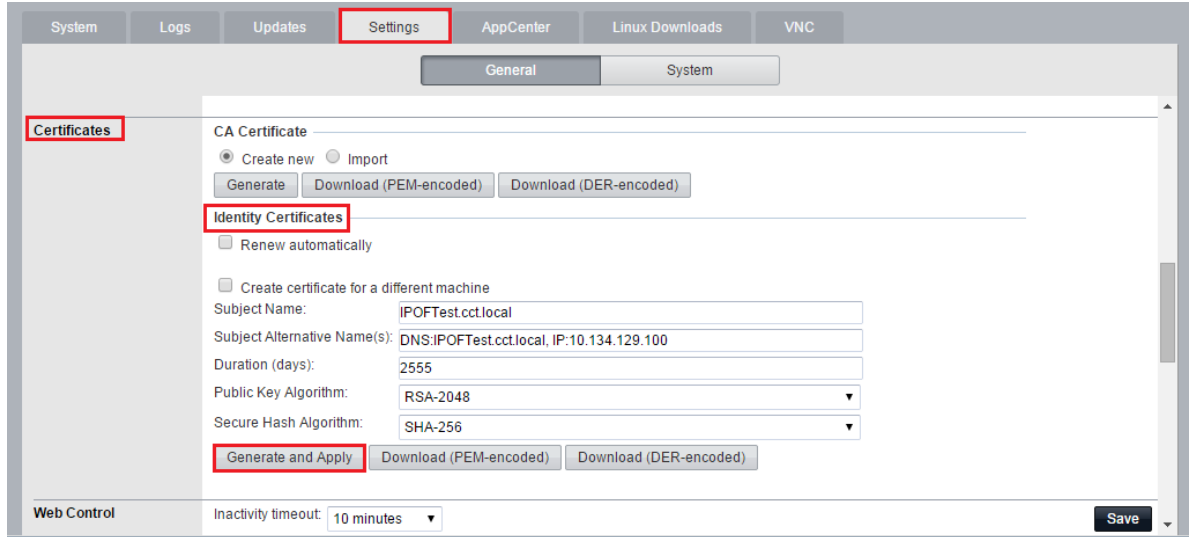 System Logs Updates Settings AppCenter Linux Downloads VNC
General System
Certificates
CA Certificate
Create new Import
Generate Download (PEM-encoded) Download (DER-encoded)
Identity Certificates
Renew automatically
Create certificate for a different machine
Subject Name: IPOFTest.cct.local
Subject Alternative Name(s): DNS:IPOFTest.cct.local, IP:10.134.129.100
Duration (days): 2555
Public Key Algorithm: RSA-2048
Secure Hash Algorithm: SHA-256
Generate and Apply Download (PEM-encoded) Download (DER-encoded)
Web Control Inactivity timeout: 10 minutes Save